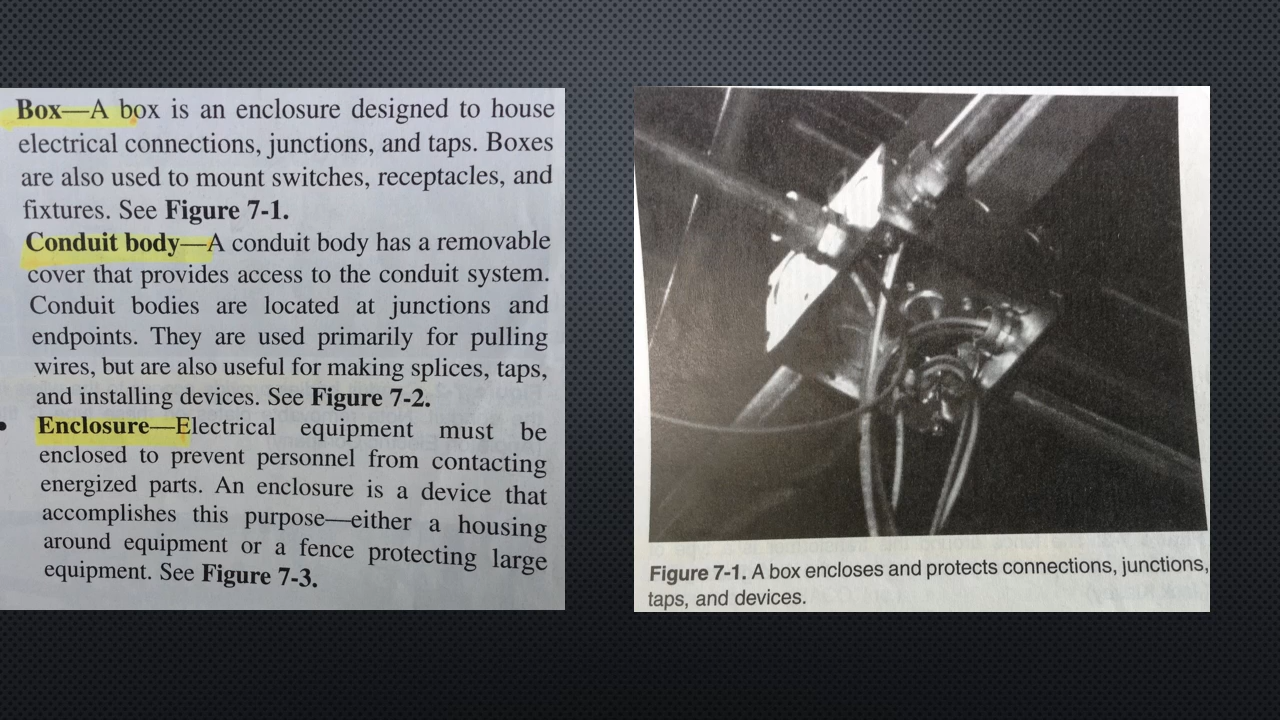 Box—A box is an enclosure designed to house
electrical connections, junctions, and taps. Boxes
are also used to mount switches, receptacles, and
fixtures. See Figure 7-1.
Conduit body—A conduit body has a removable
cover that provides access to the conduit system.
Conduit bodies are located at junctions and
endpoints. They are used primarily for pulling
wires, but are also useful for making splices, taps,
and installing devices. See Figure 7-2.
• Enclosure—Electrical equipment must be
enclosed to prevent personnel from contacting
energized parts. An enclosure is a device that
accomplishes this purpose—either a housing
around equipment or a fence protecting large
equipment. See Figure 7-3.
Figure 7-1. A box encloses and protects connections, junctions,
taps, and devices.